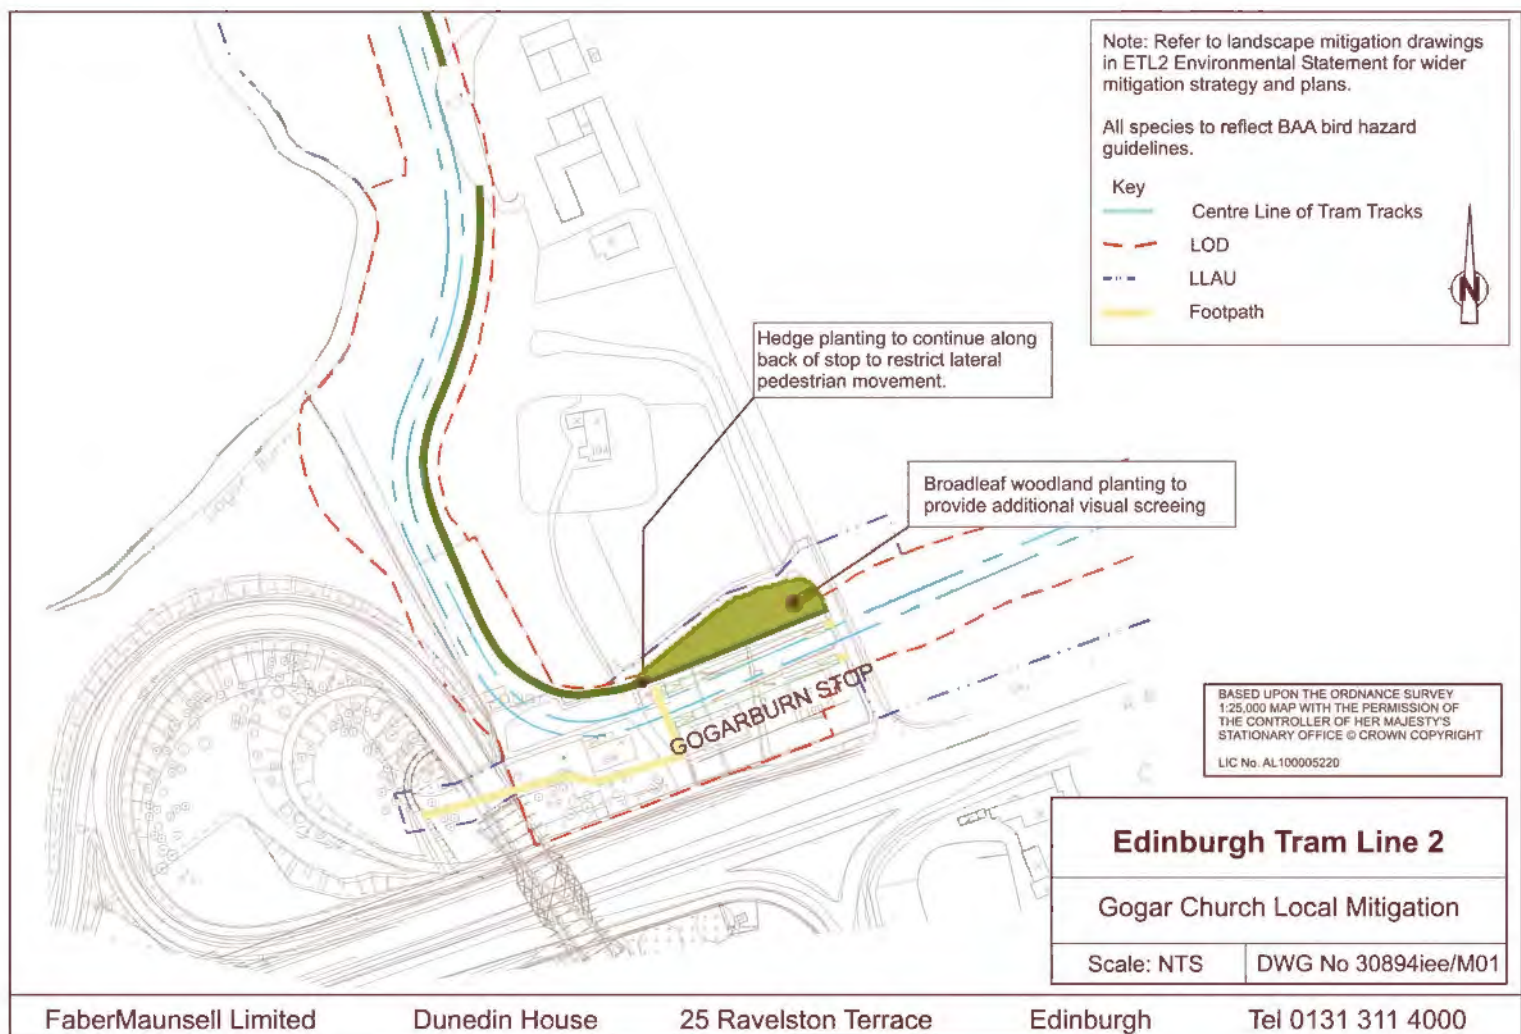 Note: Refer to landscape mitigation drawings
in ETL2 Environmental Statement for wider
mitigation strategy and plans.
All species to reflect BAA bird hazard
guidelines.
Key
Centre Line of Tram Tracks
LOD
LLAU
Footpath
N
Hedge planting to continue along
back of stop to restrict lateral
pedestrian movement.
Broadleaf woodland planting to
provide additional visual screeing
GOGARBURN STOP
BASED UPON THE ORDNANCE SURVEY
1:25,000 MAP WITH THE PERMISSION OF
THE CONTROLLER OF HER MAJESTY'S
STATIONARY OFFICE © CROWN COPYRIGHT
LIC No. AL100005220
Edinburgh Tram Line 2
Gogar Church Local Mitigation
Scale: NTS
DWG No 30894iee/M01
FaberMaunsell Limited Dunedin House 25 Ravelston Terrace Edinburgh Tel 0131 311 4000